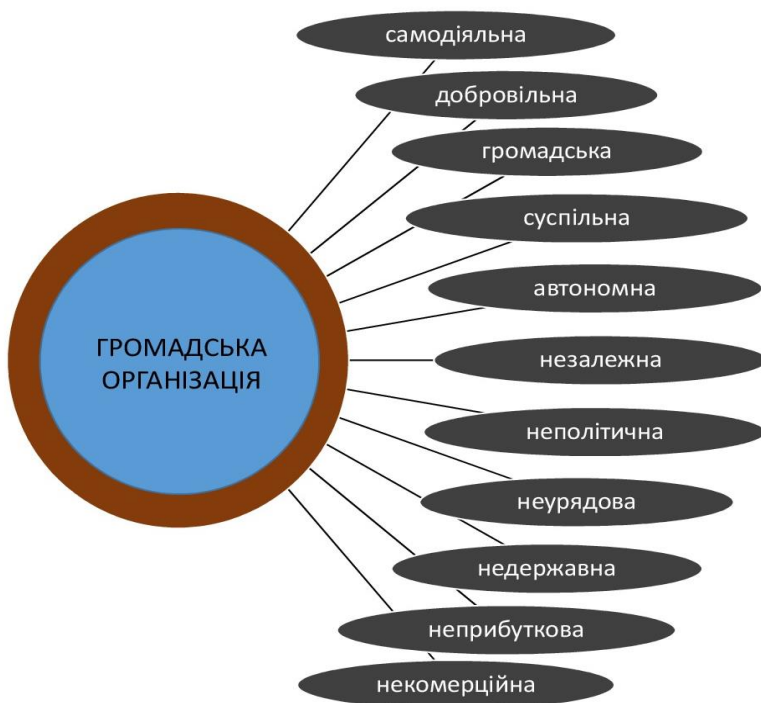 самодіяльна
добровільна
громадська
суспільна
автономна
ГРОМАДСЬКА
ОРГАНІЗАЦІЯ
незалежна
неполітична
неурядова
недержавна
неприбуткова
некомерційна